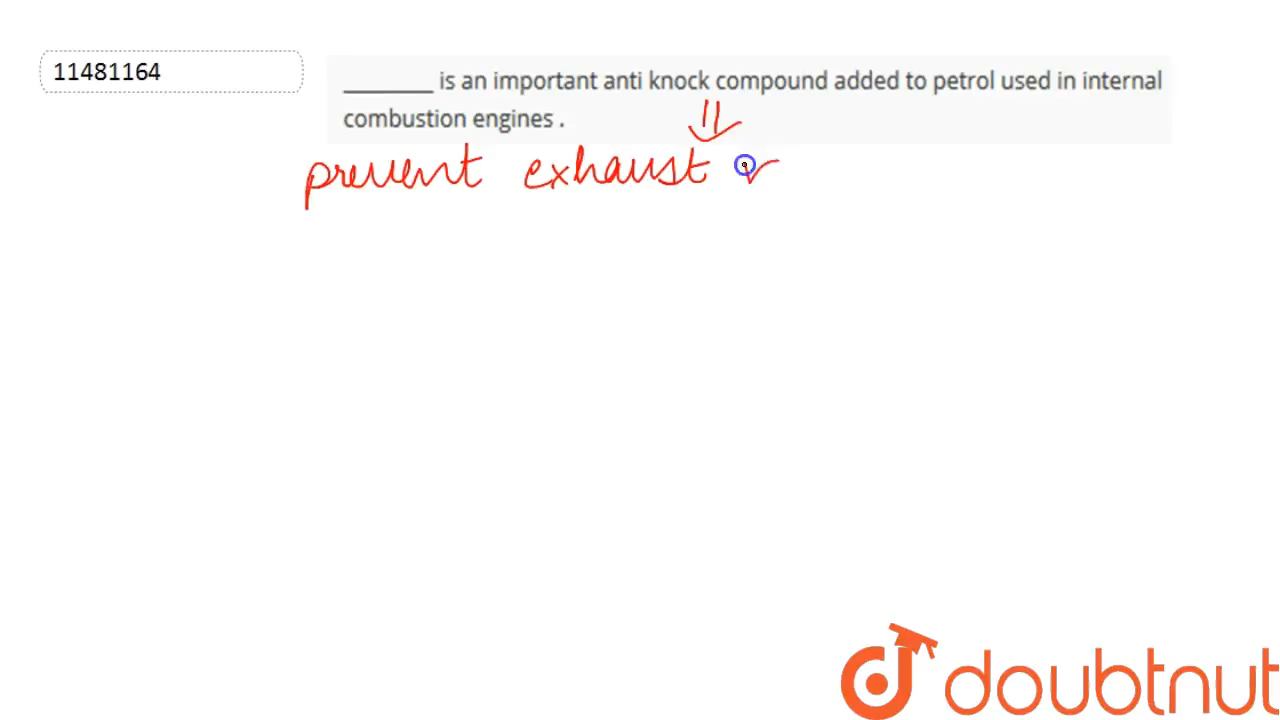 11481164
________ is an important anti knock compound added to petrol used in internal
combustion engines .
prevent exhaust
doubtnut